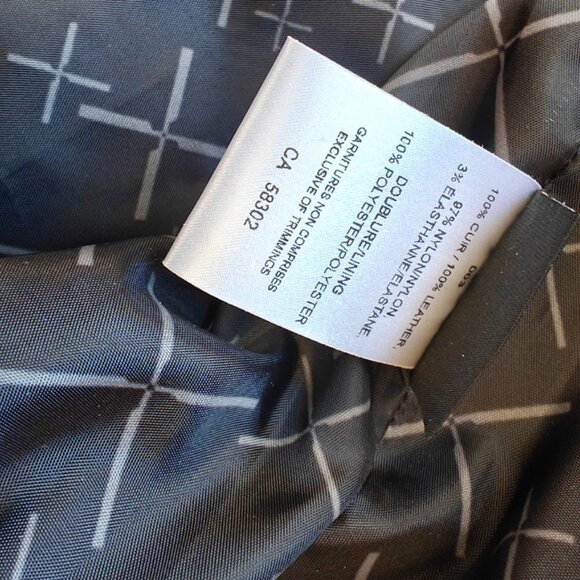 003
100% CUIR / 100% LEATHER.
97% NYLON/NYLON
3% ELASTHANNE/ELASTANE.
100% POLYESTER/POLYESTER
DOUBLURE/LINING
GARNITURES NON COMPRISES
EXCLUSIVE OF TRIMMINGS
CA 58302